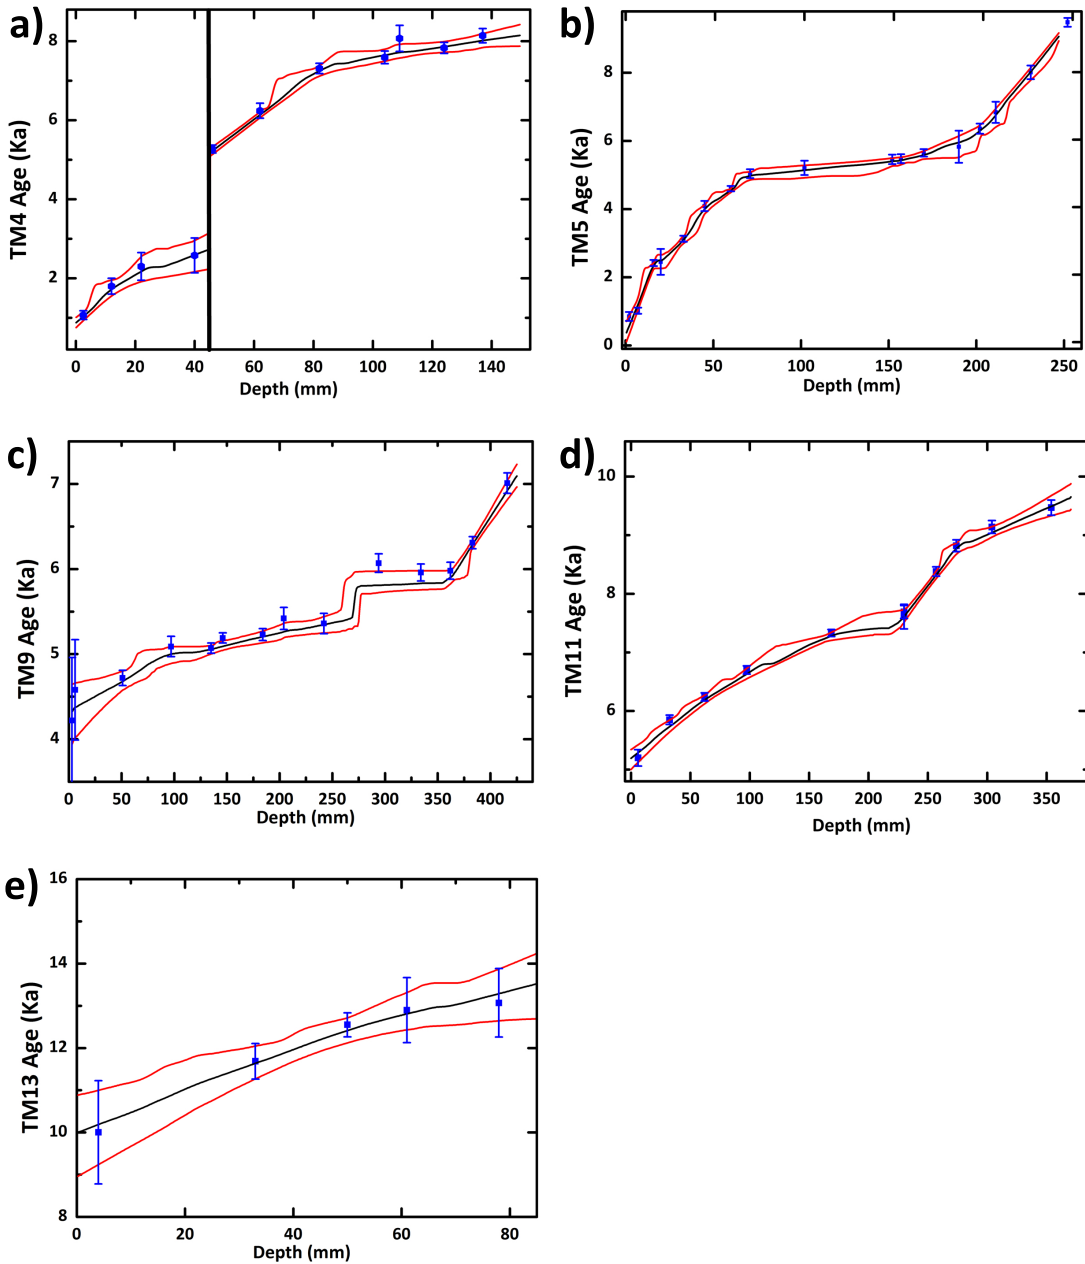 a)
TM4 Age (Ka)
8
6
4
2
0 20 40 60 80 100 120 140
Depth (mm)
b)
TM5 Age (Ka)
8
6
4
2
0
0 50 100 150 200 250
Depth (mm)
c)
TM9 Age (Ka)
7
6
5
4
0 50 100 150 200 250 300 350 400
Depth (mm)
d)
TM11 Age (Ka)
10
8
6
0 50 100 150 200 250 300 350
Depth (mm)
e)
TM13 Age (Ka)
16
14
12
10
8
0 20 40 60 80
Depth (mm)